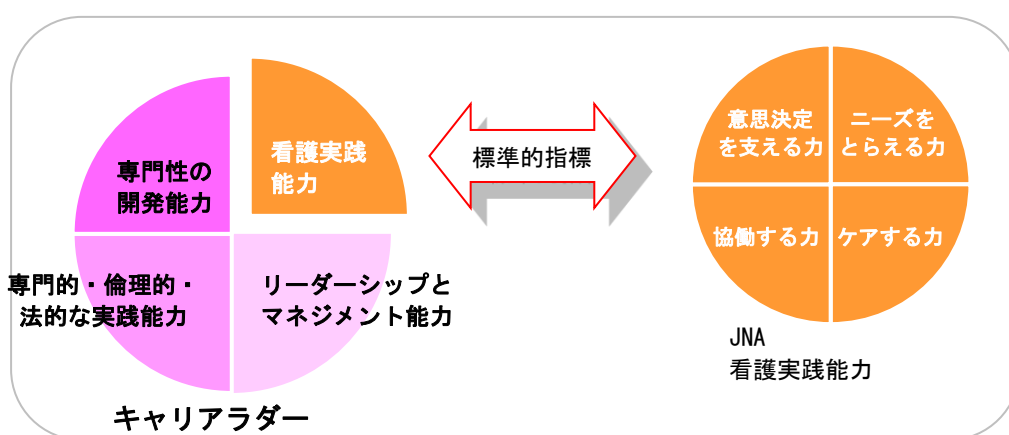 専門性の
開発能力
看護実践
能力
専門的・倫理的・
法的な実践能力
リーダーシップと
マネジメント能力
キャリアラダー
標準的指標
意思決定
を支える力
ニーズを
とらえる力
協働する力
ケアする力
JNA
看護実践能力